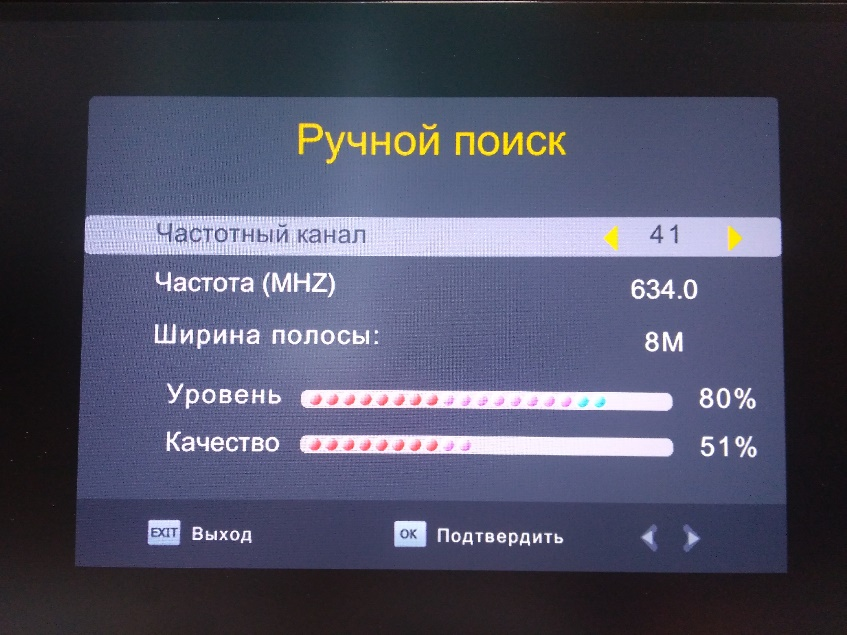 Ручной поиск
Частотный канал 41
Частота (MHZ) 634.0
Ширина полосы: 8M
Уровень 80%
Качество 51%
EXIT Выход OK Подтвердить